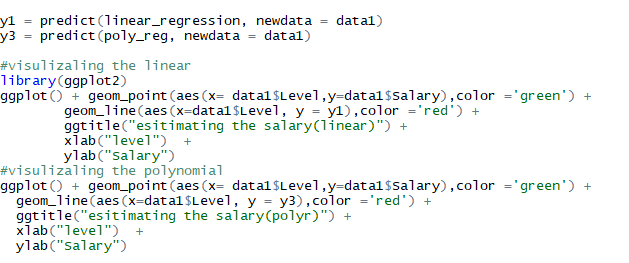 y1 = predict(linear_regression, newdata = data1)
y3 = predict(poly_reg, newdata = data1)
#visulizaling the linear
library(ggplot2)
ggplot() + geom_point(aes(x= data1$Level,y=data1$Salary),color ='green') +
geom_line(aes(x=data1$Level, y = y1),color ='red') +
ggtitle("esitimating the salary(linear)") +
xlab("level")  +
ylab("Salary")
#visulizaling the polynomial
ggplot() + geom_point(aes(x= data1$Level,y=data1$Salary),color ='green') +
geom_line(aes(x=data1$Level, y = y3),color ='red') +
ggtitle("esitimating the salary(polyr)") +
xlab("level")  +
ylab("Salary")